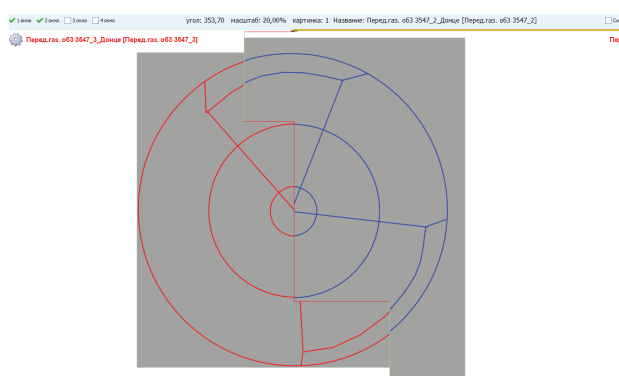 1 окно 2 окно 3 окно 4 окно угол: 353,70 масштаб: 20,00% картинка: 1 Название: Перед.газ. об3 3547_2_Донце [Перед.газ. об3 3547_2]
Перед.газ. об3 3547_3_Донце [Перед.газ. об3 3547_3]